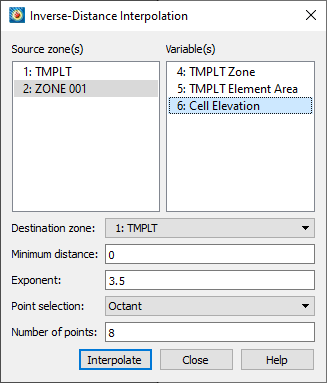 Inverse-Distance Interpolation
Source zone(s)
Variable(s)
1: TMPLT
2: ZONE 001
4: TMPLT Zone
5: TMPLT Element Area
6: Cell Elevation
Destination zone: 1: TMPLT
Minimum distance: 0
Exponent: 3.5
Point selection: Octant
Number of points: 8
Interpolate Close Help